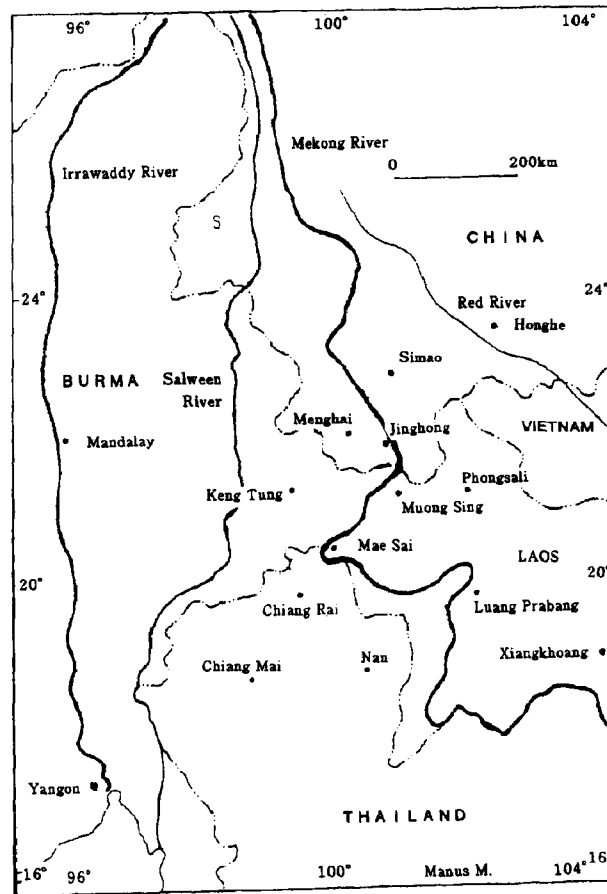 96°
100°
104°
Mekong River
0 200km
Irrawaddy River
S
CHINA
24°
24°
Red River
Honghe
Simao
BURMA
Salween
River
Menghai
Jinghong
VIETNAM
Mandalay
Phongsali
Keng Tung
Muong Sing
Mae Sai
LAOS
20°
20°
Chiang Rai
Luang Prabang
Xiangkhoang
Chiang Mai
Nan
Yangon
THAILAND
16°
96°
100°
Manus M.
104°
16